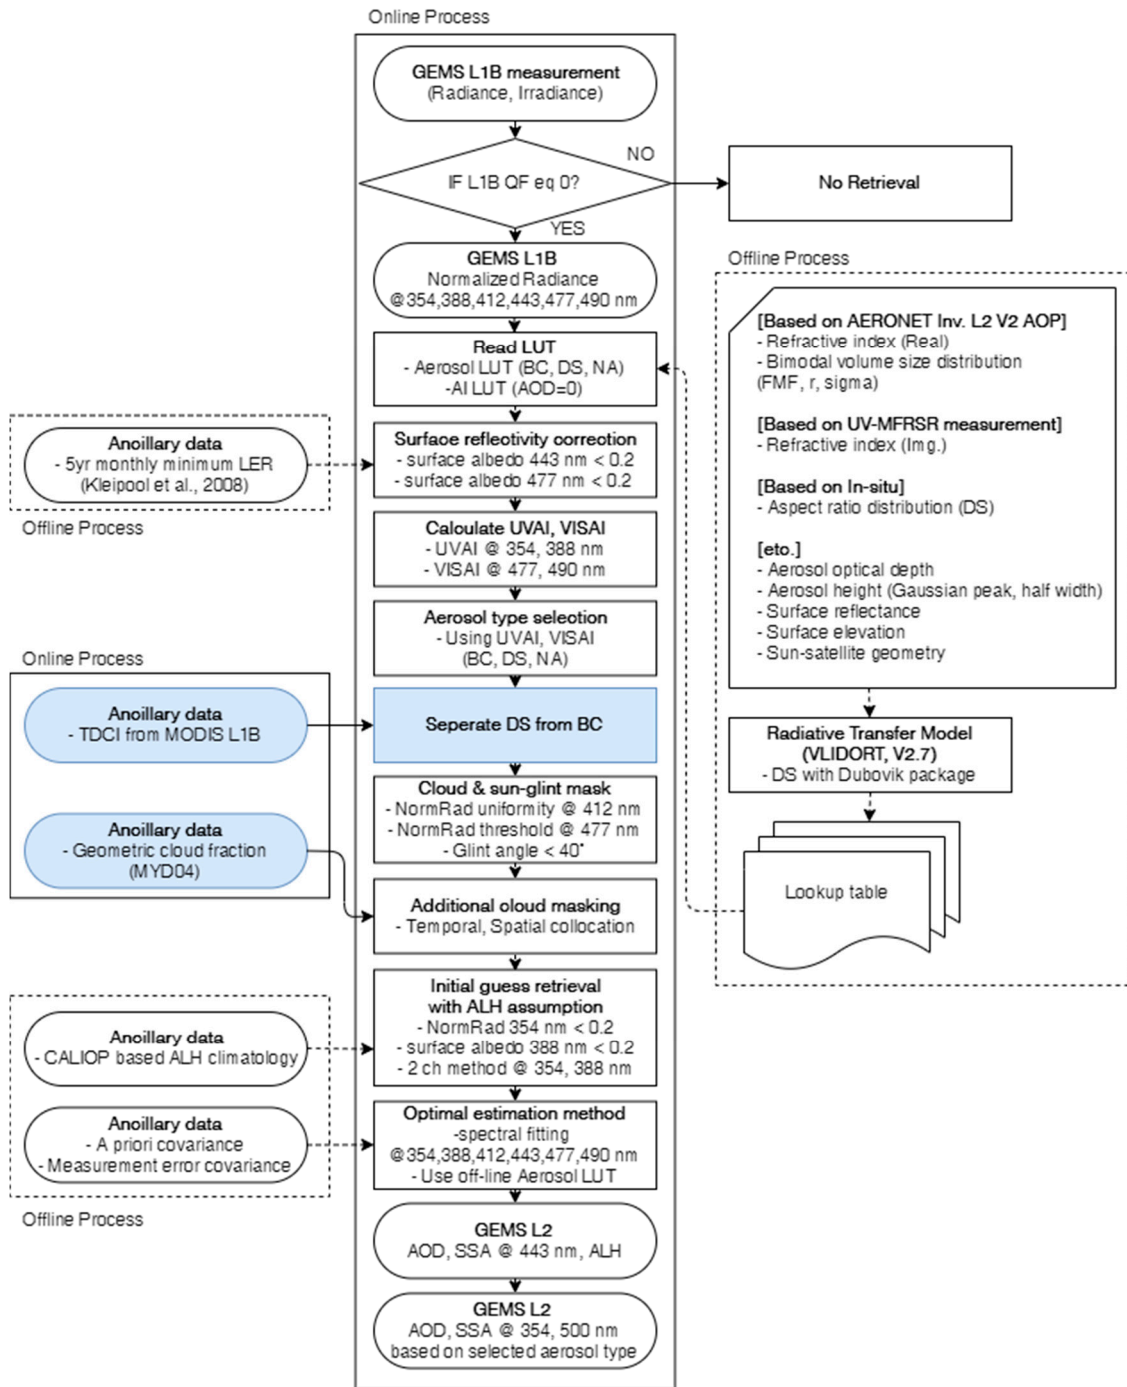 Online Process
GEMS L1B measurement
(Radiance, Irradiance)
IF L1B QF eq 0?
NO
No Retrieval
YES
GEMS L1B
Normalized Radiance
@354,388,412,443,477,490 nm
Read LUT
- Aerosol LUT (BC, DS, NA)
-AI LUT (AOD=0)
Ancillary data
- 5yr monthly minimum LER
(Kleipool et al., 2008)
Offline Process
Surface reflectivity correction
- surface albedo 443 nm < 0.2
- surface albedo 477 nm < 0.2
Calculate UVAI, VISAI
- UVAI @ 354, 388 nm
- VISAI @ 477, 490 nm
Aerosol type selection
- Using UVAI, VISAI
(BC, DS, NA)
Online Process
Ancillary data
- TDCI from MODIS L1B
Seperate DS from BC
Cloud & sun-glint mask
- NormRad uniformity @ 412 nm
- NormRad threshold @ 477 nm
- Glint angle < 40°
Ancillary data
- Geometric cloud fraction
(MYD04)
Additional cloud masking
- Temporal, Spatial collocation
Initial guess retrieval
with ALH assumption
- NormRad 354 nm < 0.2
- surface albedo 388 nm < 0.2
- 2 ch method @ 354, 388 nm
Ancillary data
- CALIOP based ALH climatology
Ancillary data
- A priori covariance
- Measurement error covariance
Offline Process
Optimal estimation method
-spectral fitting
@354,388,412,443,477,490 nm
- Use off-line Aerosol LUT
GEMS L2
AOD, SSA @ 443 nm, ALH
GEMS L2
AOD, SSA @ 354, 500 nm
based on selected aerosol type
Offline Process
[Based on AERONET Inv. L2 V2 AOP]
- Refractive index (Real)
- Bimodal volume size distribution
(FMF, r, sigma)
[Based on UV-MFRSR measurement]
- Refractive index (Img.)
[Based on In-situ]
- Aspect ratio distribution (DS)
[etc.]
- Aerosol optical depth
- Aerosol height (Gaussian peak, half width)
- Surface reflectance
- Surface elevation
- Sun-satellite geometry
Radiative Transfer Model
(VLIDORT, V2.7)
- DS with Dubovik package
Lookup table